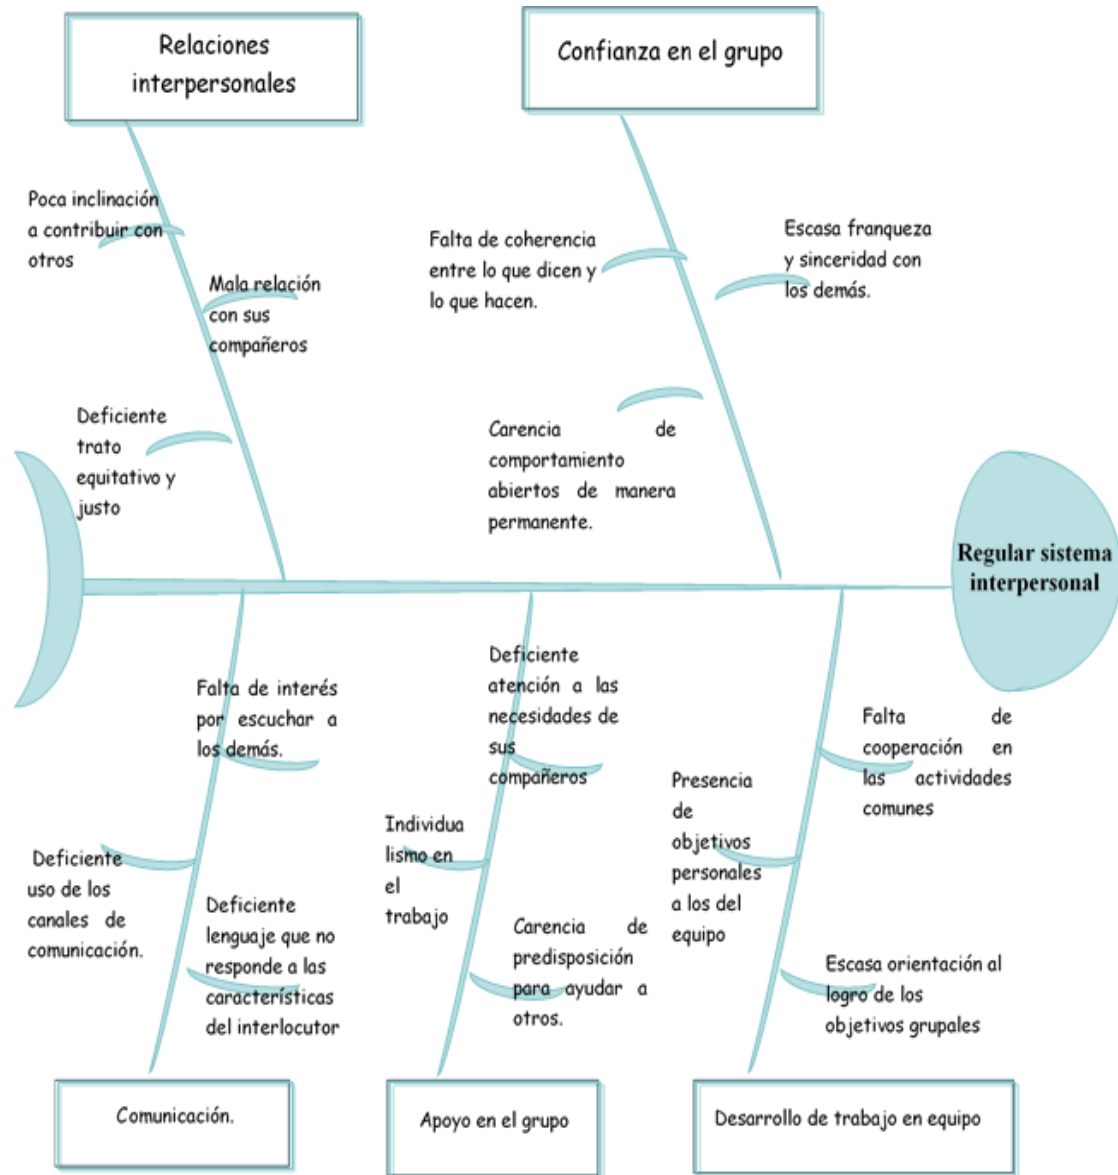 Relaciones
interpersonales
Confianza en el grupo
Poca inclinación
a contribuir con
otros
Mala relación
con sus
compañeros
Deficiente
trato
equitativo y
justo
Falta de coherencia
entre lo que dicen y
lo que hacen.
Escasa franqueza
y sinceridad con
los demás.
Carencia de
comportamiento
abiertos de manera
permanente.
Regular sistema
interpersonal
Falta de interés
por escuchar a
los demás.
Deficiente
uso de los
canales de
comunicación.
Deficiente
lenguaje que no
responde a las
características
del interlocutor
Deficiente
atención a las
necesidades de
sus
compañeros
Individua
lismo en
el
trabajo
Carencia de
predisposición
para ayudar a
otros.
Falta de
cooperación en
las actividades
comunes
Presencia
de
objetivos
personales
a los del
equipo
Escasa orientación al
logro de los
objetivos grupales
Comunicación.
Apoyo en el grupo
Desarrollo de trabajo en equipo